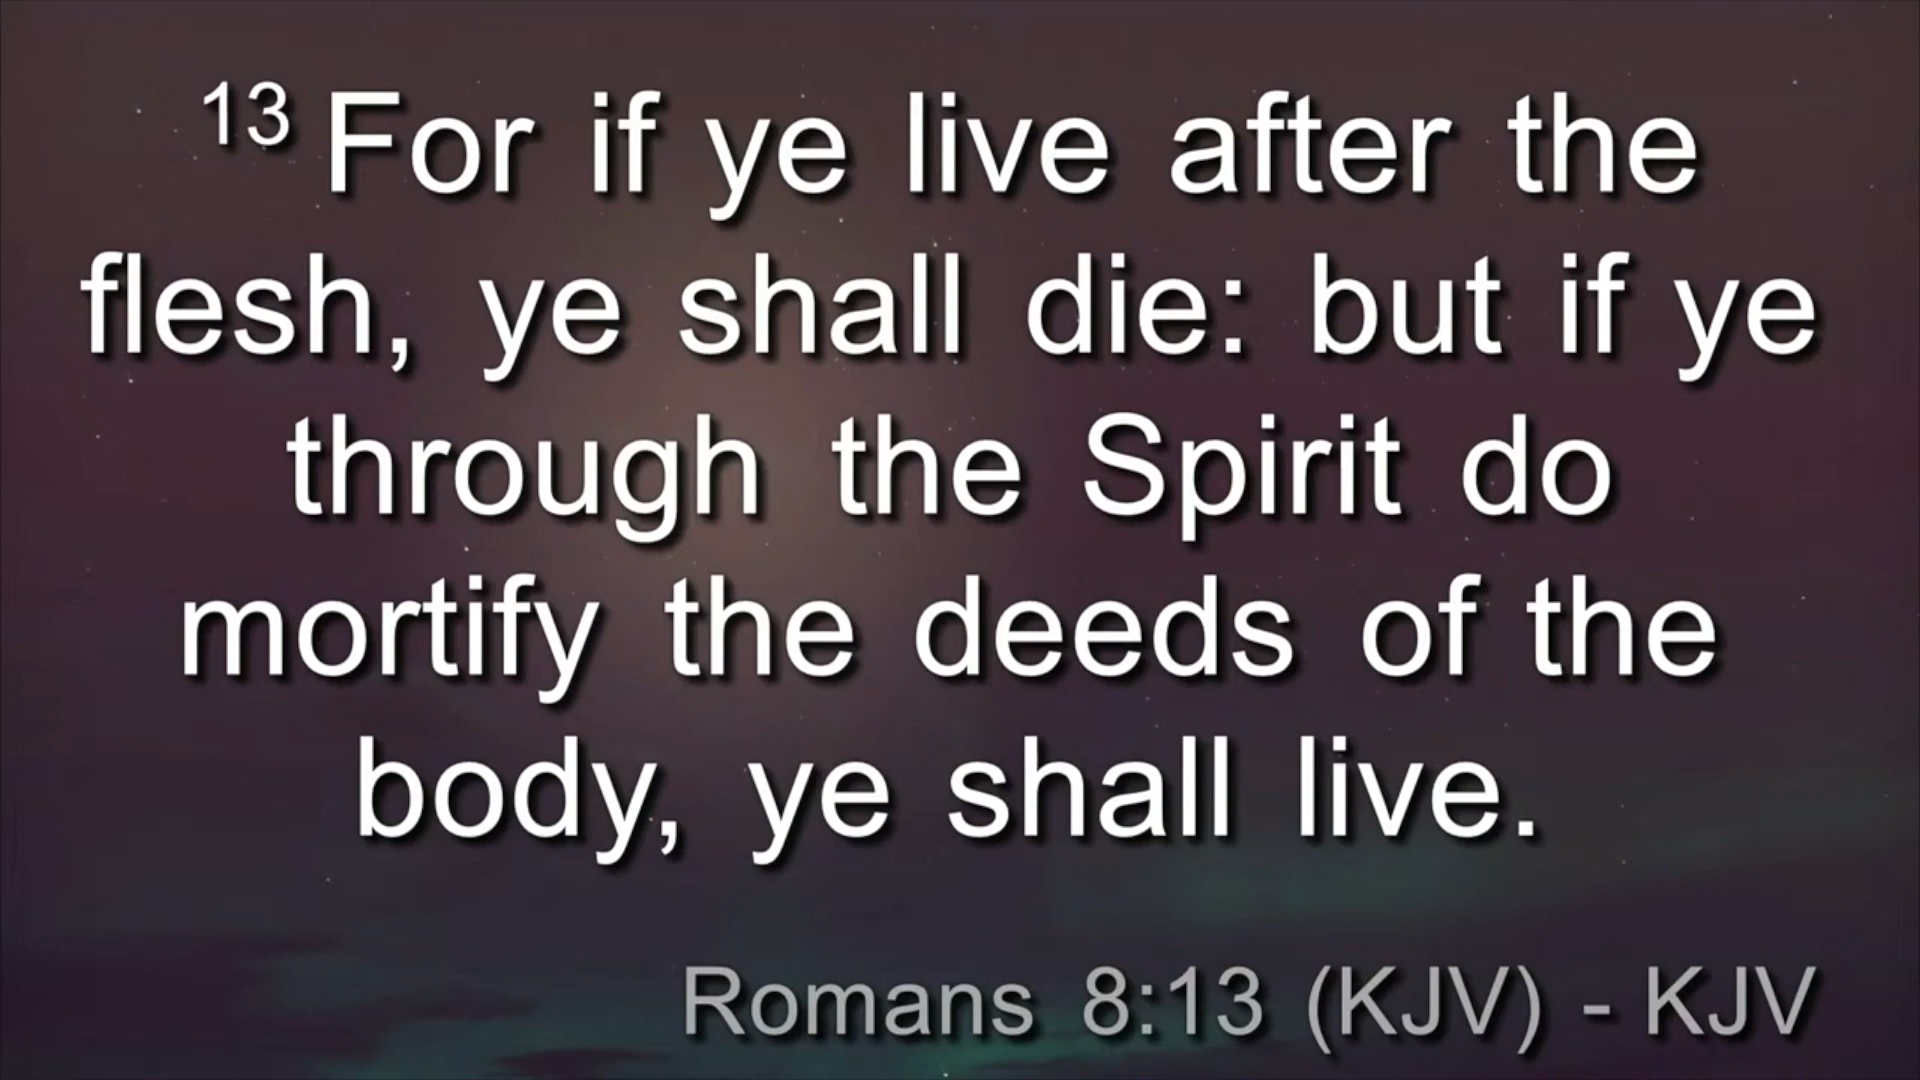 13 For if ye live after the
flesh, ye shall die: but if ye
through the Spirit do
mortify the deeds of the
body, ye shall live.
Romans 8:13 (KJV) - KJV